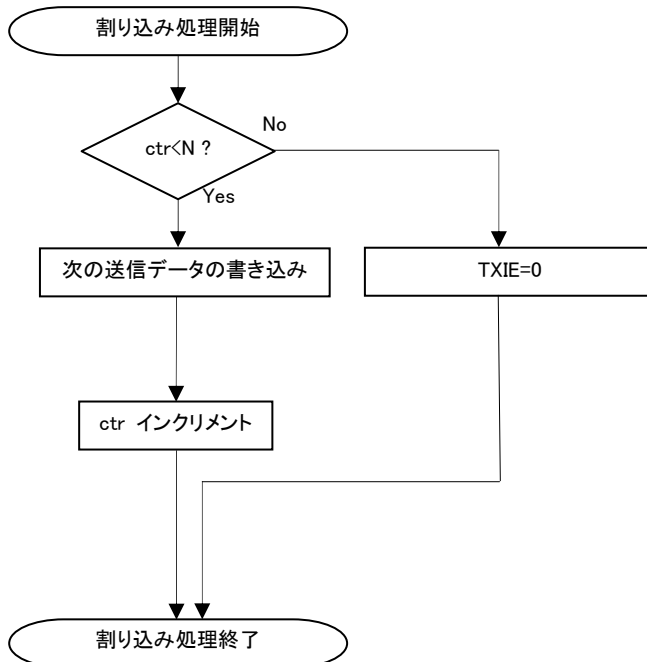 割り込み処理開始
ctr<N ?
No
Yes
次の送信データの書き込み
TXIE=0
ctr インクリメント
割り込み処理終了